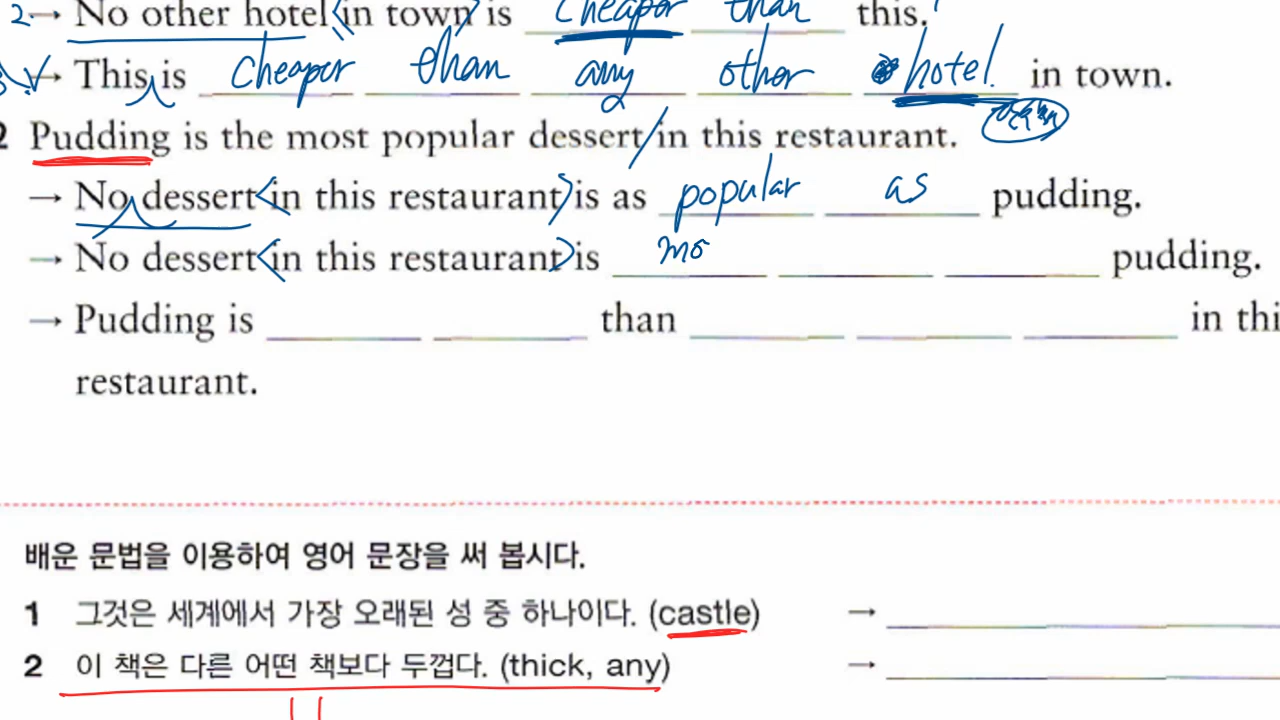 2. → No other hotel in town is cheaper than this.
→ This is cheaper than any other hotel in town.
2 Pudding is the most popular dessert in this restaurant.
→ No dessert in this restaurant is as popular as pudding.
→ No dessert in this restaurant is mo pudding.
→ Pudding is than in thi
restaurant.
배운 문법을 이용하여 영어 문장을 써 봅시다.
1 그것은 세계에서 가장 오래된 성 중 하나이다. (castle) →
2 이 책은 다른 어떤 책보다 두껍다. (thick, any) →